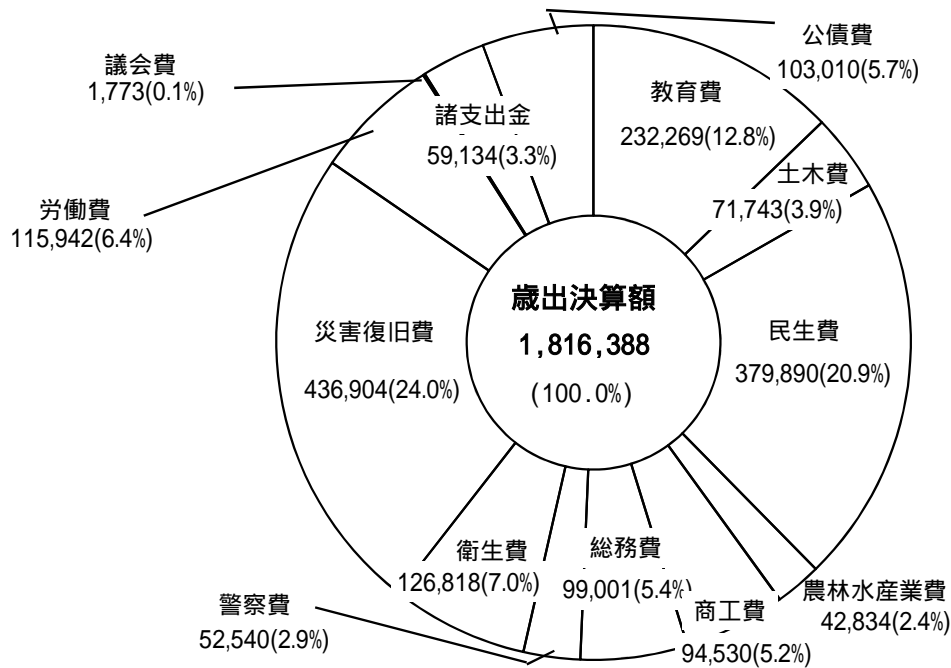 公債費
103,010(5.7%)
議会費
1,773(0.1%)
教育費
232,269(12.8%)
諸支出金
59,134(3.3%)
土木費
71,743(3.9%)
労働費
115,942(6.4%)
歳出決算額
1,816,388
(100.0%)
災害復旧費
436,904(24.0%)
民生費
379,890(20.9%)
衛生費
126,818(7.0%)
総務費
99,001(5.4%)
農林水産業費
42,834(2.4%)
商工費
94,530(5.2%)
警察費
52,540(2.9%)